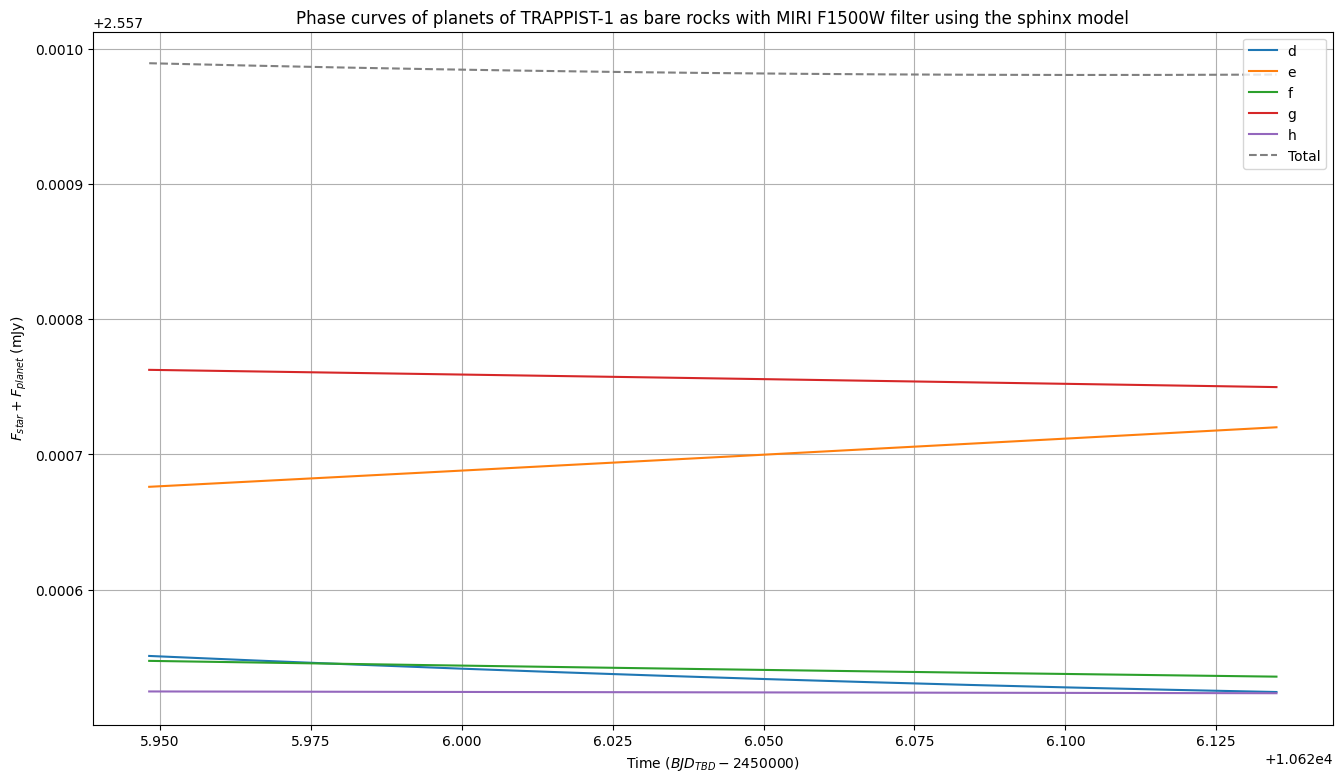 Phase curves of planets of TRAPPIST-1 as bare rocks with MIRI F1500W filter using the sphinx model
+2.557
0.0010
0.0009
0.0008
0.0007
0.0006
F_star + F_planet (mJy)
d
e
f
g
h
Total
5.950
5.975
6.000
6.025
6.050
6.075
6.100
6.125
+1.062e4
Time (BJD_TBD − 2450000)